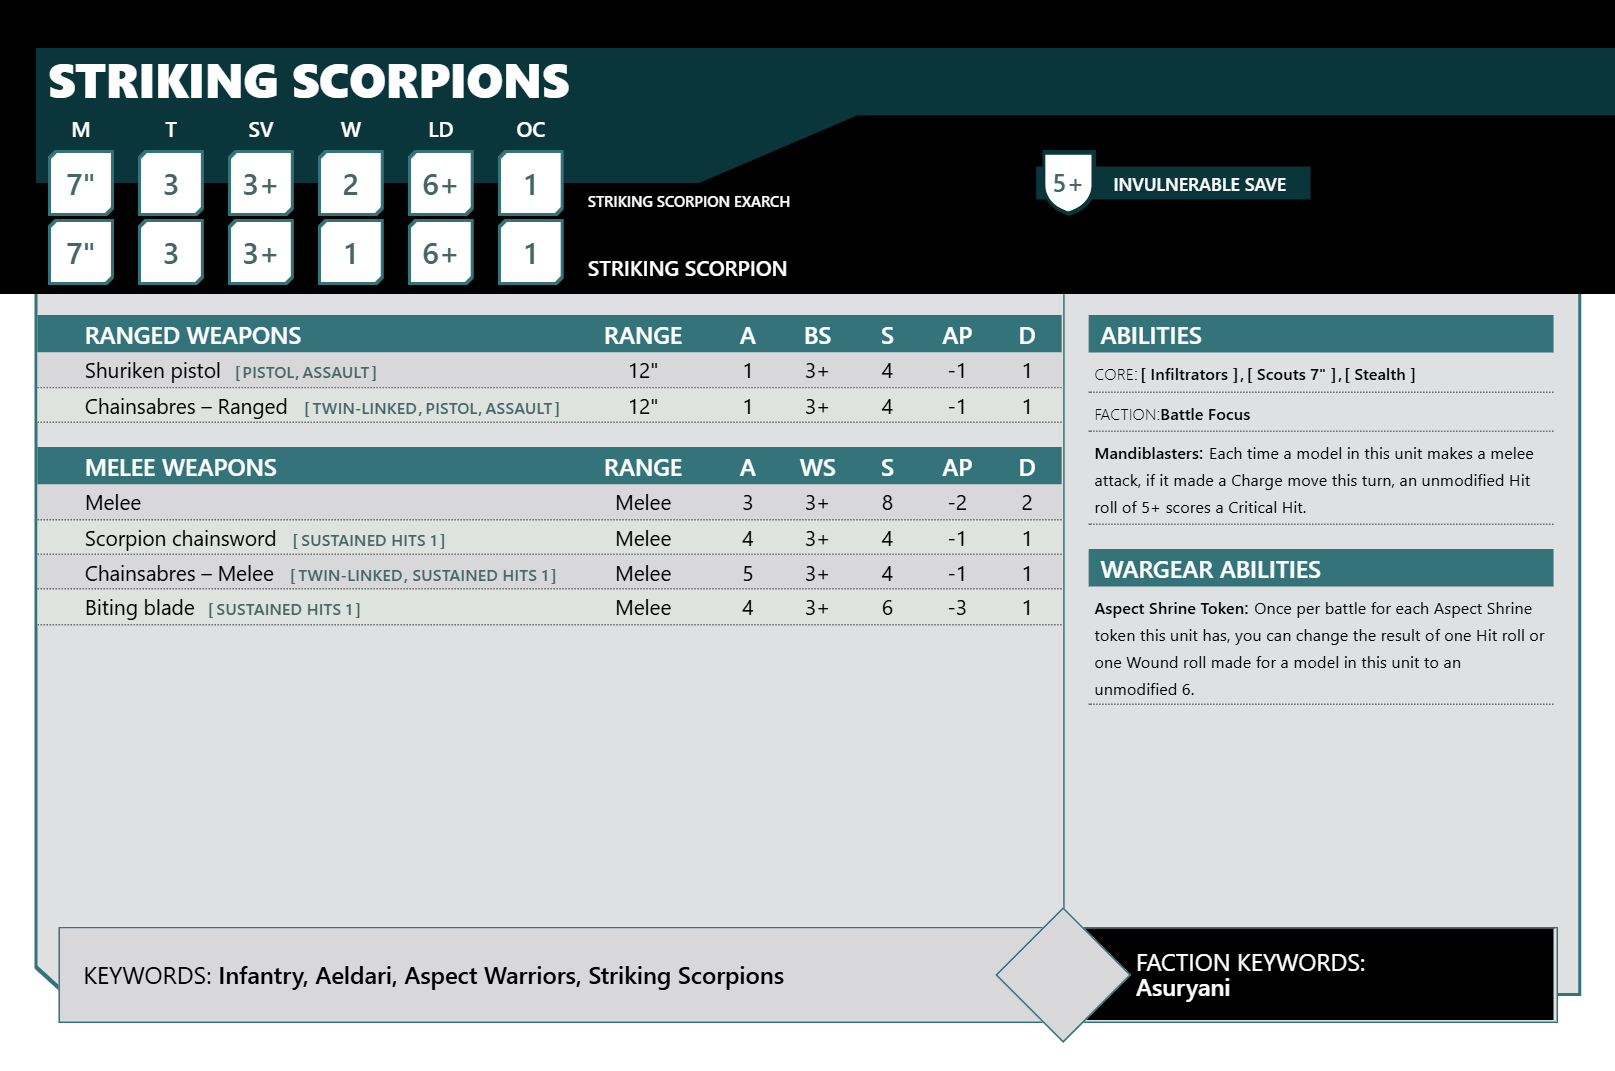 STRIKING SCORPIONS
M T SV W LD OC
7" 3 3+ 2 6+ 1 STRIKING SCORPION EXARCH
5+ INVULNERABLE SAVE
7" 3 3+ 1 6+ 1 STRIKING SCORPION
RANGED WEAPONS RANGE A BS S AP D
Shuriken pistol [PISTOL, ASSAULT] 12" 1 3+ 4 -1 1
Chainsabres – Ranged [TWIN-LINKED, PISTOL, ASSAULT] 12" 1 3+ 4 -1 1
MELEE WEAPONS RANGE A WS S AP D
Melee Melee 3 3+ 8 -2 2
Scorpion chainsword [SUSTAINED HITS 1] Melee 4 3+ 4 -1 1
Chainsabres – Melee [TWIN-LINKED, SUSTAINED HITS 1] Melee 5 3+ 4 -1 1
Biting blade [SUSTAINED HITS 1] Melee 4 3+ 6 -3 1
ABILITIES
CORE: [ Infiltrators ], [ Scouts 7" ], [ Stealth ]
FACTION:Battle Focus
Mandiblasters: Each time a model in this unit makes a melee
attack, if it made a Charge move this turn, an unmodified Hit
roll of 5+ scores a Critical Hit.
WARGEAR ABILITIES
Aspect Shrine Token: Once per battle for each Aspect Shrine
token this unit has, you can change the result of one Hit roll or
one Wound roll made for a model in this unit to an
unmodified 6.
KEYWORDS: Infantry, Aeldari, Aspect Warriors, Striking Scorpions
FACTION KEYWORDS:
Asuryani